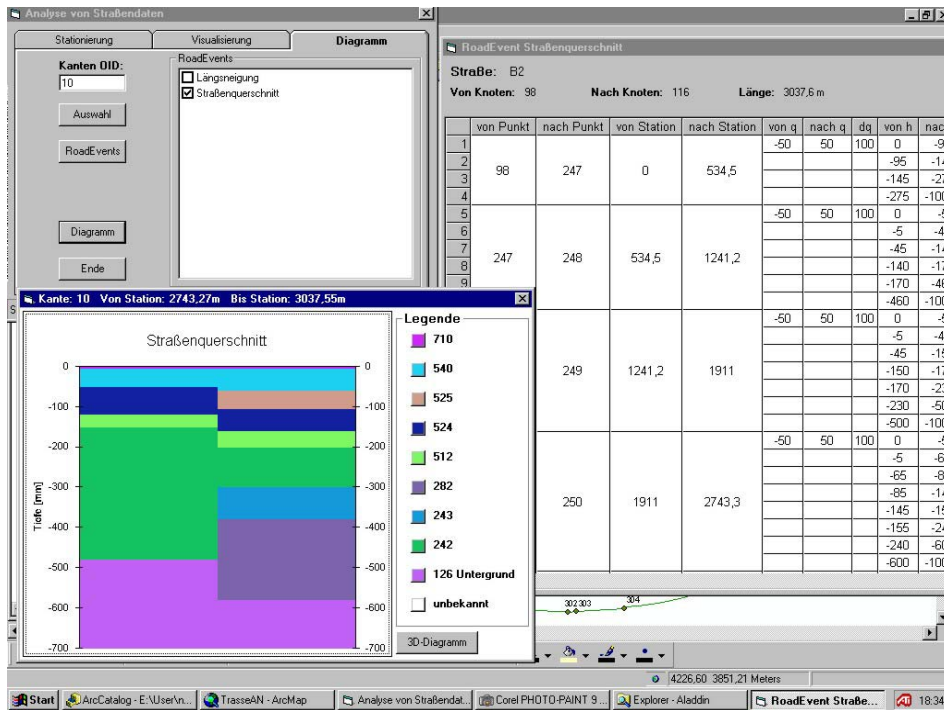 Analyse von Straßendaten
Stationierung Visualisierung Diagramm
Kanten OID:
10
Auswahl
RoadEvents
Diagramm
Ende
RoadEvents
Längsneigung
Straßenquerschnitt
RoadEvent Straßenquerschnitt
Straße: B2
Von Knoten: 98 Nach Knoten: 116 Länge: 3037,6 m
von Punkt nach Punkt von Station nach Station von q nach q dq von h
1 98 247 0 534,5 -50 50 100 0
2 -95
3 -145
4 -275
5 247 248 534,5 1241,2 -50 50 100 0
6 -5
7 -45
8 -140
9 -170
-460
249 1241,2 1911 -50 50 100 0
-5
-45
-150
-170
-230
-500
250 1911 2743,3 -50 50 100 0
-5
-65
-85
-145
-155
-240
-600
Kante: 10 Von Station: 2743,27m Bis Station: 3037,55m
Straßenquerschnitt
Tiefe [mm]
0 0
-100 -100
-200 -200
-300 -300
-400 -400
-500 -500
-600 -600
-700 -700
Legende
710
540
525
524
512
282
243
242
126 Untergrund
unbekannt
3D-Diagramm
302 303 304
4226,60 3851,21 Meters
Start ArcCatalog - E:\User\n... TrasseAN - ArcMap Analyse von Straßendat... Corel PHOTO-PAINT 9 ... Explorer - Aladdin RoadEvent Straße... 18:34